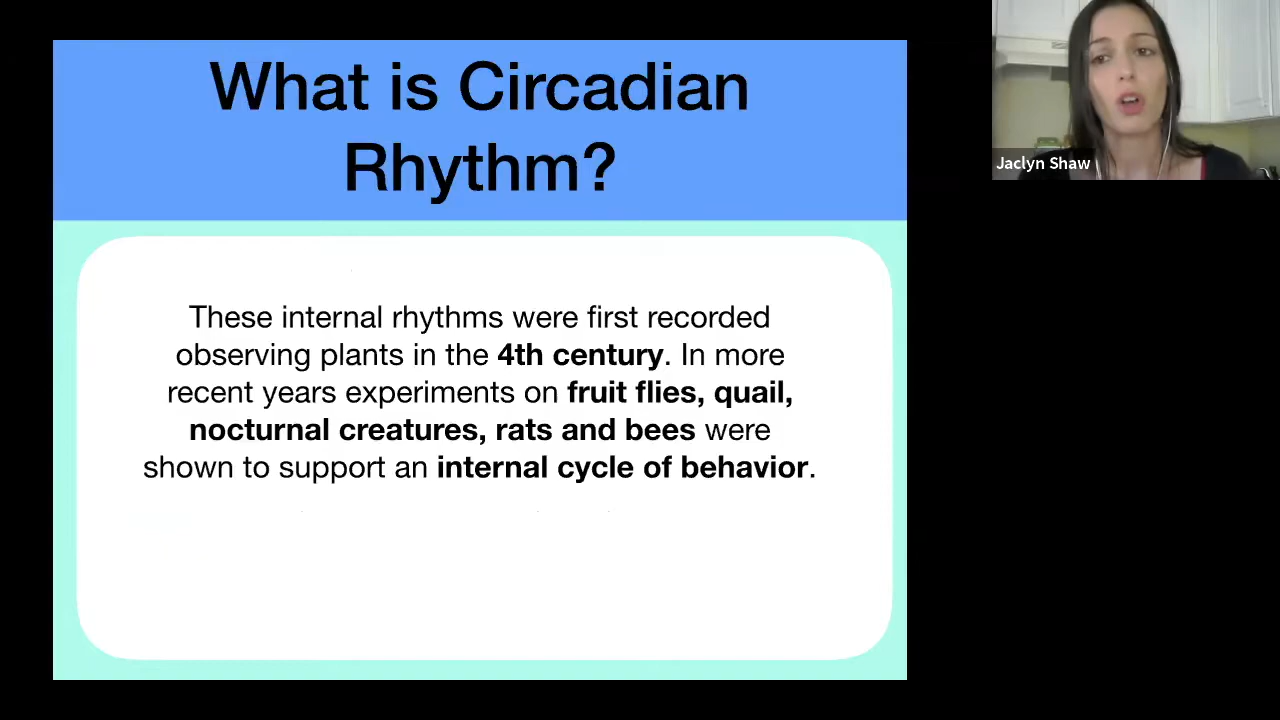 What is Circadian
Rhythm?
Jaclyn Shaw
These internal rhythms were first recorded
observing plants in the 4th century. In more
recent years experiments on fruit flies, quail,
nocturnal creatures, rats and bees were
shown to support an internal cycle of behavior.